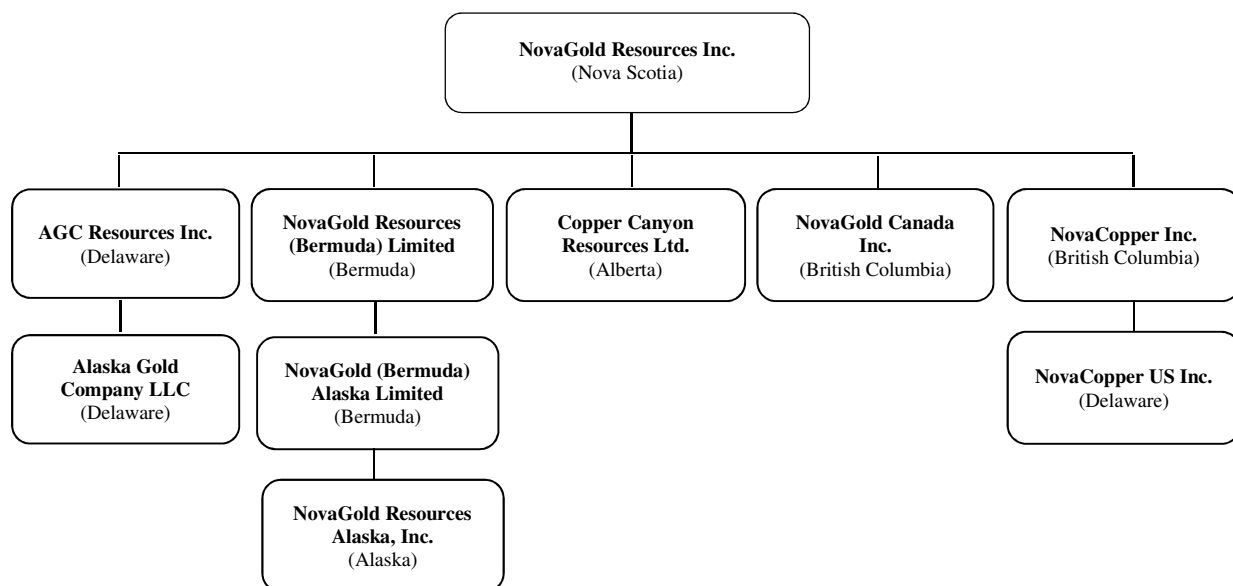 NovaGold Resources Inc.
(Nova Scotia)
AGC Resources Inc.
(Delaware)
NovaGold Resources
(Bermuda) Limited
(Bermuda)
Copper Canyon
Resources Ltd.
(Alberta)
NovaGold Canada
Inc.
(British Columbia)
NovaCopper Inc.
(British Columbia)
Alaska Gold
Company LLC
(Delaware)
NovaGold (Bermuda)
Alaska Limited
(Bermuda)
NovaCopper US Inc.
(Delaware)
NovaGold Resources
Alaska, Inc.
(Alaska)